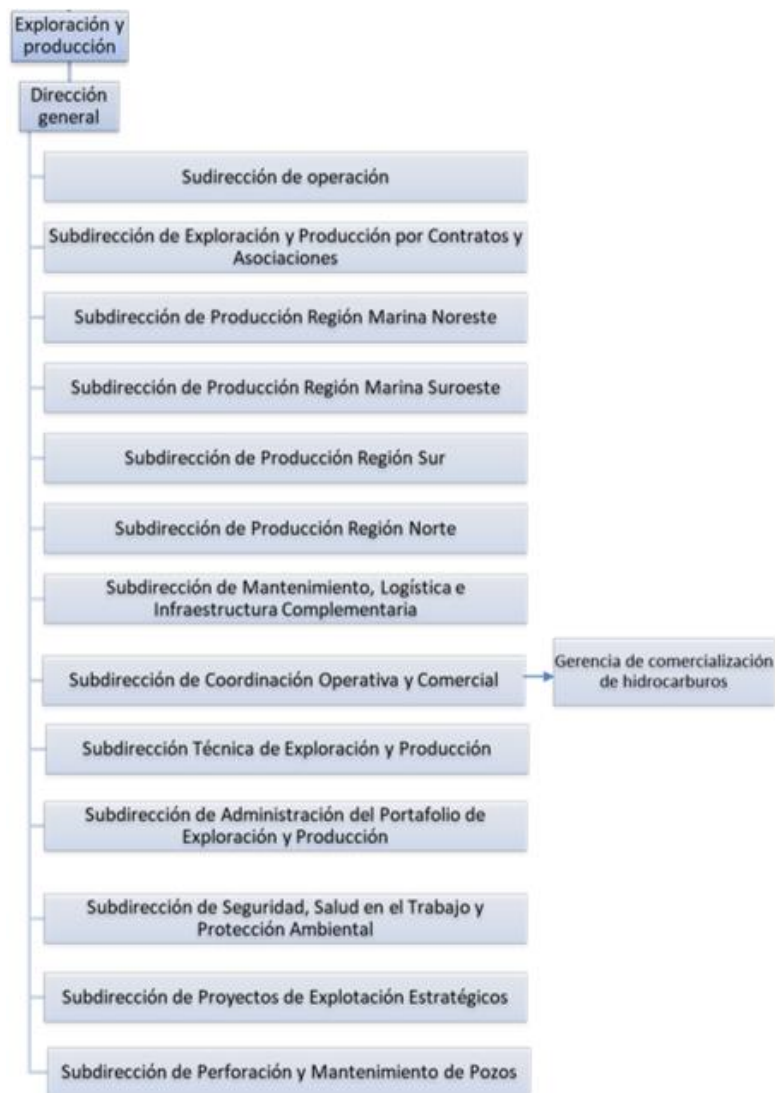 Exploración y
producción
Dirección
general
Sudirección de operación
Subdirección de Exploración y Producción por Contratos y
Asociaciones
Subdirección de Producción Región Marina Noreste
Subdirección de Producción Región Marina Suroeste
Subdirección de Producción Región Sur
Subdirección de Producción Región Norte
Subdirección de Mantenimiento, Logística e
Infraestructura Complementaria
Subdirección de Coordinación Operativa y Comercial
Gerencia de comercialización
de hidrocarburos
Subdirección Técnica de Exploración y Producción
Subdirección de Administración del Portafolio de
Exploración y Producción
Subdirección de Seguridad, Salud en el Trabajo y
Protección Ambiental
Subdirección de Proyectos de Explotación Estratégicos
Subdirección de Perforación y Mantenimiento de Pozos